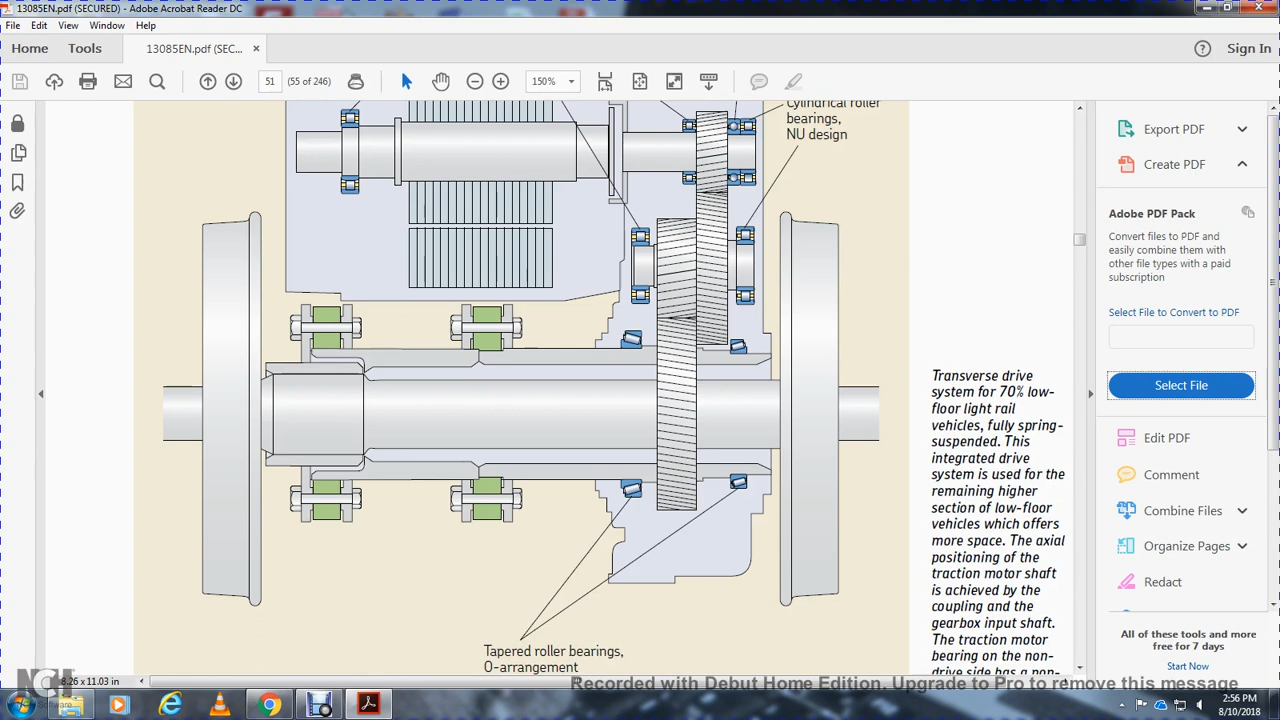 13085EN.pdf (SECURED) - Adobe Acrobat Reader DC
File Edit View Window Help
Home Tools 13085EN.pdf (SEC... × Sign In
51 (55 of 246) 150%
Cylindrical roller
bearings,
NU design
Transverse drive
system for 70% low-
floor light rail
vehicles, fully spring-
suspended. This
integrated drive
system is used for the
remaining higher
section of low-floor
vehicles which offers
more space. The axial
positioning of the
traction motor shaft
is achieved by the
coupling and the
gearbox input shaft.
The traction motor
bearing on the non-
drive side has a non-
Tapered roller bearings,
O-arrangement
8.26 x 11.03 in
Export PDF
Create PDF
Adobe PDF Pack
Convert files to PDF and
easily combine them with
other file types with a paid
subscription
Select File to Convert to PDF
Select File
Edit PDF
Comment
Combine Files
Organize Pages
Redact
All of these tools and more
free for 7 days
Start Now
NCH
Software
Recorded with Debut Home Edition. Upgrade to Pro to remove this message
2:56 PM
8/10/2018